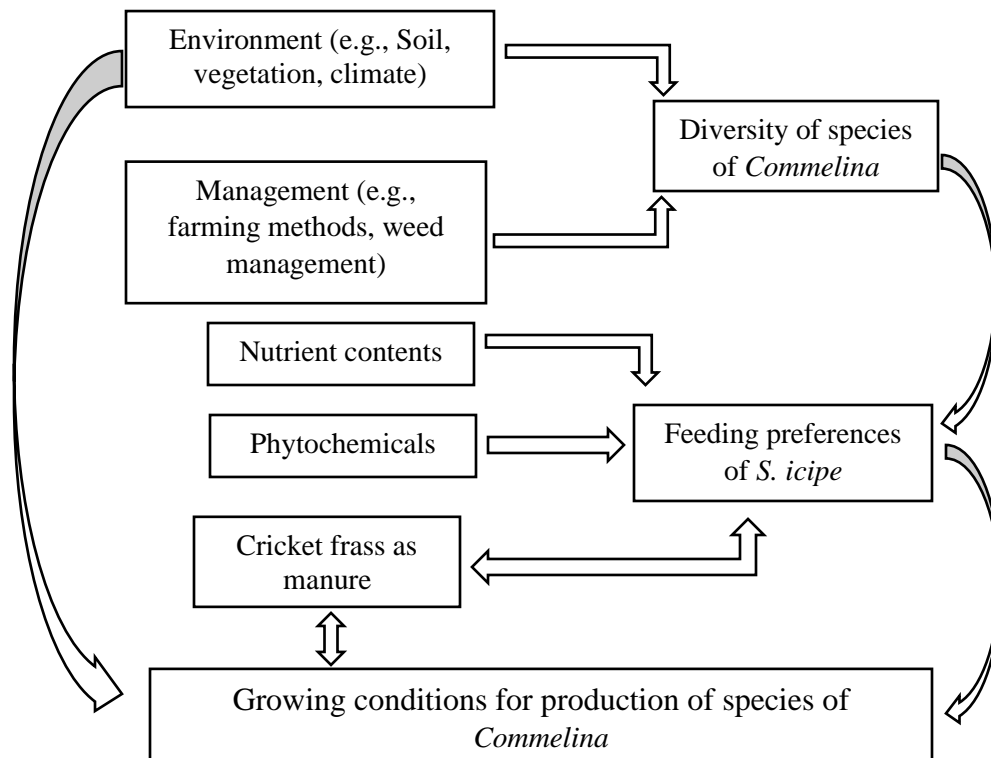 Environment (e.g., Soil,
vegetation, climate)
Diversity of species
of Commelina
Management (e.g.,
farming methods, weed
management)
Nutrient contents
Phytochemicals
Feeding preferences
of S. icipe
Cricket frass as
manure
Growing conditions for production of species of
Commelina